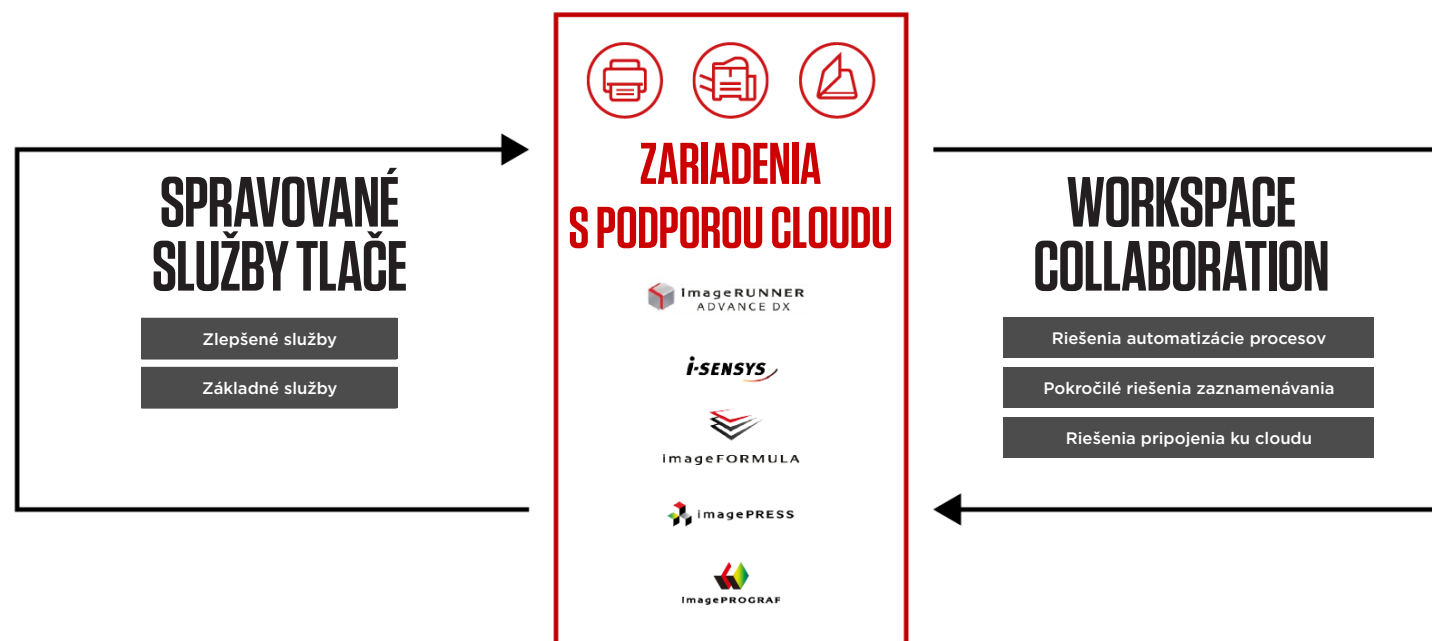 SPRAVOVANÉ
SLUŽBY TLAČE
Zlepšené služby
Základné služby
ZARIADENIA
S PODPOROU CLOUDU
imageRUNNER
ADVANCE DX
i-SENSYS
imageFORMULA
imagePRESS
imagePROGRAF
WORKSPACE
COLLABORATION
Riešenia automatizácie procesov
Pokročilé riešenia zaznamenávania
Riešenia pripojenia ku cloudu